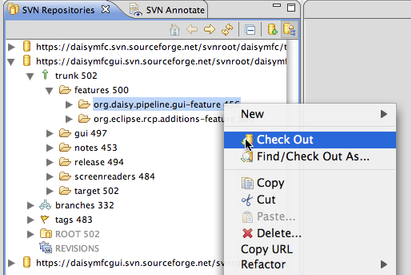 SVN Repositories
SVN Annotate
https://daisymfc.svn.sourceforge.net/svnroot/daisymfc/t
https://daisymfcgui.svn.sourceforge.net/svnroot/daisymf
trunk 502
features 500
org.daisy.pipeline.gui-feature 456
org.eclipse.rcp.additions-feature
gui 497
notes 453
release 494
screenreaders 484
target 502
branches 332
tags 483
ROOT 502
REVISIONS
https://daisymfcgui.svn.sourceforge.net/svn
New
Check Out
Find/Check Out As...
Copy
Cut
Paste...
Delete...
Copy URL
Refactor